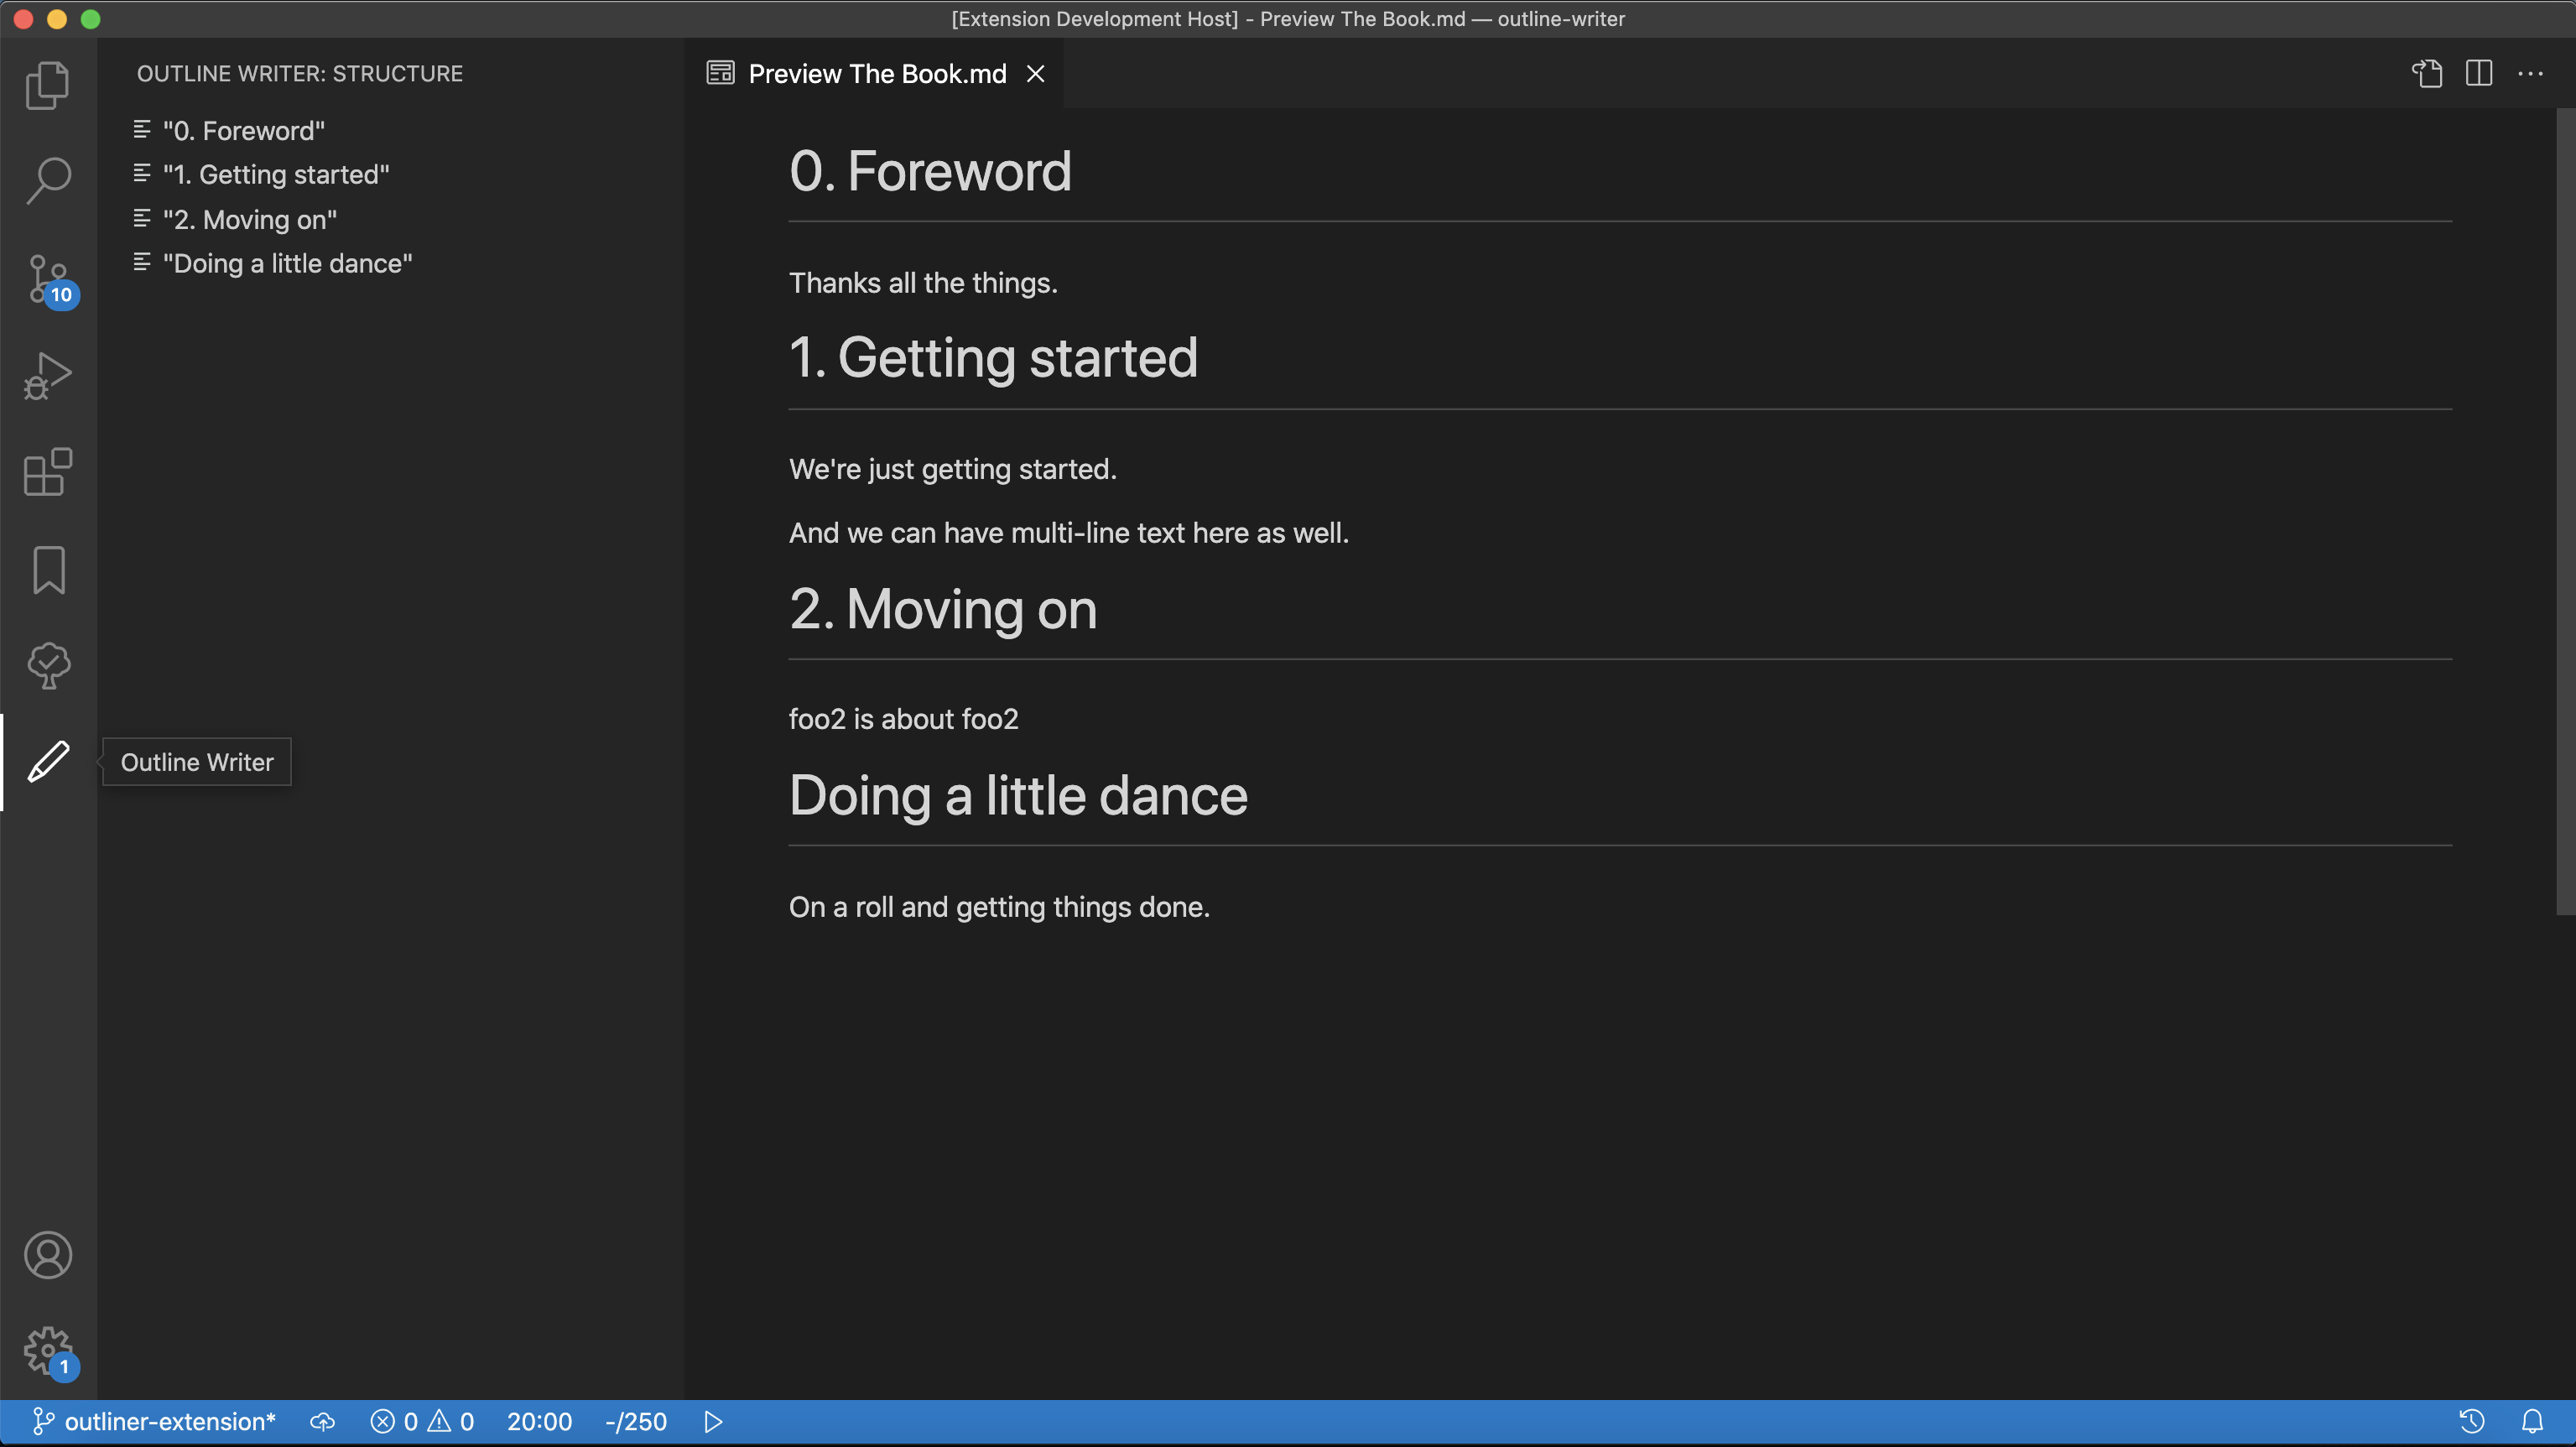 [Extension Development Host] - Preview The Book.md — outline-writer
OUTLINE WRITER: STRUCTURE
"0. Foreword"
"1. Getting started"
"2. Moving on"
"Doing a little dance"
10
Outline Writer
1
Preview The Book.md
0. Foreword
Thanks all the things.
1. Getting started
We're just getting started.
And we can have multi-line text here as well.
2. Moving on
foo2 is about foo2
Doing a little dance
On a roll and getting things done.
outliner-extension* 0 0 20:00 -/250